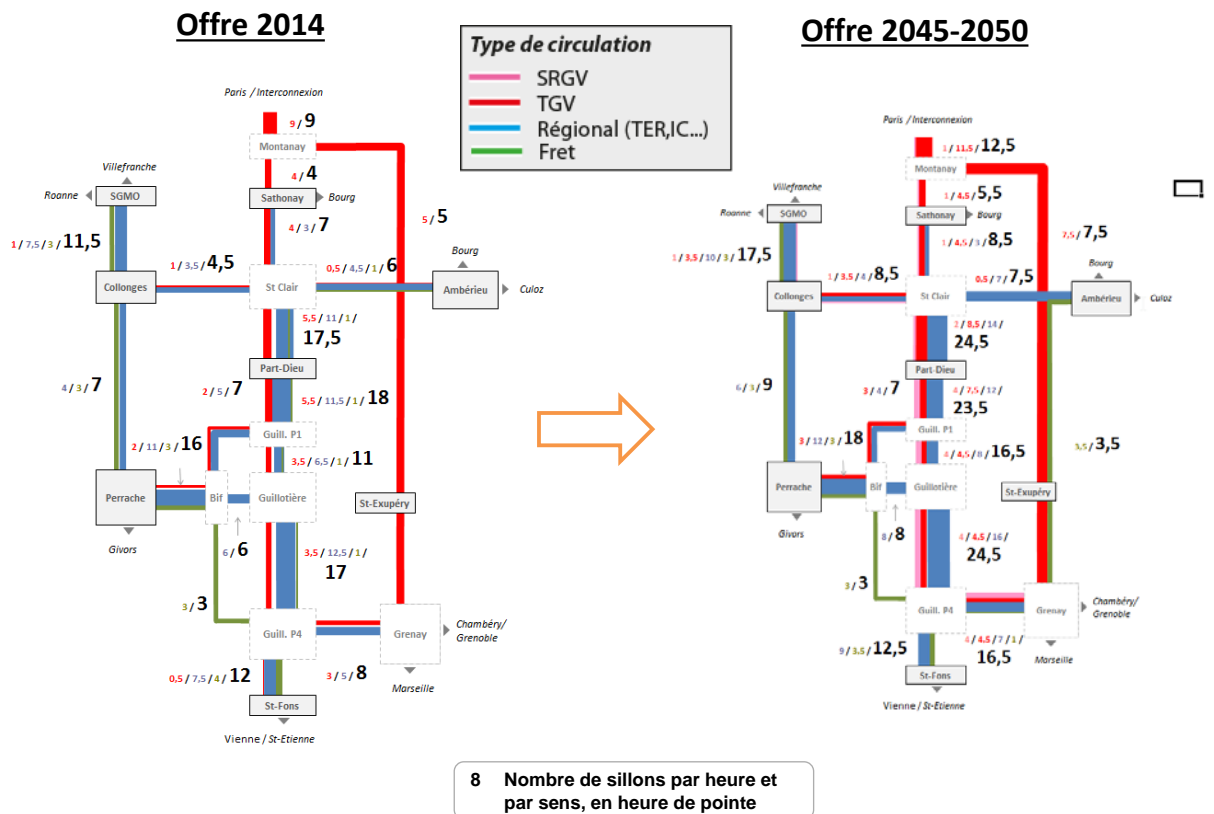 Offre 2014
Offre 2045-2050
Type de circulation
SRGV
TGV
Régional (TER,IC...)
Fret
Paris / Interconnexion
9 / 9
Montanay
Villefranche
4 / 4
Roanne
SGMO
Sathonay
Bourg
4 / 3 / 7
5 / 5
1 / 7,5 / 3 / 11,5
1 / 3,5 / 4,5
0,5 / 4,5 / 1 / 6
Bourg
Collonges
St Clair
Ambérieu
Culoz
5,5 / 11 / 1 /
17,5
Part-Dieu
4 / 3 / 7
2 / 5 / 7
5,5 / 11,5 / 1 / 18
Guill. P1
2 / 11 / 3 / 16
3,5 / 6,5 / 1 / 11
Perrache
Bif
Guillotière
St-Exupéry
Givors
6 / 6
3,5 / 12,5 / 1 /
17
3 / 3
Guill. P4
Grenay
Chambéry/
Grenoble
3 / 5 / 8
Marseille
0,5 / 7,5 / 4 / 12
St-Fons
Vienne / St-Etienne
Paris / Interconnexion
1 / 11,5 / 12,5
Montanay
Villefranche
1 / 4,5 / 5,5
Roanne
SGMO
Sathonay
Bourg
1 / 4,5 / 3 / 8,5
7,5 / 7,5
1 / 3,5 / 10 / 3 / 17,5
1 / 3,5 / 4 / 8,5
0,5 / 7 / 7,5
Bourg
Collonges
St Clair
Ambérieu
Culoz
2 / 8,5 / 14 /
24,5
Part-Dieu
6 / 3 / 9
3 / 4 / 7
4 / 7,5 / 12 /
23,5
Guill. P1
3 / 12 / 3 / 18
4 / 4,5 / 8 / 16,5
3,5 / 3,5
Perrache
Bif
Guillotière
St-Exupéry
Givors
8 / 8
4 / 4,5 / 16 /
24,5
3 / 3
Guill. P4
Grenay
Chambéry/
Grenoble
4 / 4,5 / 7 / 1 /
16,5
Marseille
9 / 3,5 / 12,5
St-Fons
Vienne / St-Etienne
8 Nombre de sillons par heure et
par sens, en heure de pointe